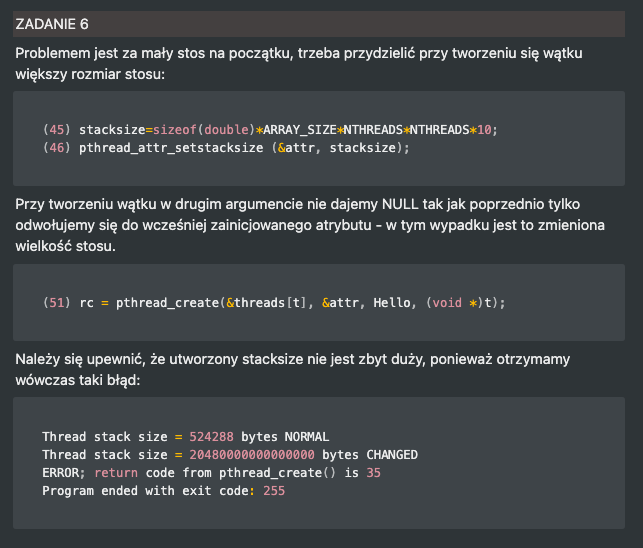 ZADANIE 6
Problemem jest za mały stos na początku, trzeba przydzielić przy tworzeniu się wątku
większy rozmiar stosu:
(45) stacksize=sizeof(double)*ARRAY_SIZE*NTHREADS*NTHREADS*10;
(46) pthread_attr_setstacksize (&attr, stacksize);
Przy tworzeniu wątku w drugim argumencie nie dajemy NULL tak jak poprzednio tylko
odwołujemy się do wcześniej zainicjowanego atrybutu - w tym wypadku jest to zmieniona
wielkość stosu.
(51) rc = pthread_create(&threads[t], &attr, Hello, (void *)t);
Należy się upewnić, że utworzony stacksize nie jest zbyt duży, ponieważ otrzymamy
wówczas taki błąd:
Thread stack size = 524288 bytes NORMAL
Thread stack size = 20480000000000 bytes CHANGED
ERROR; return code from pthread_create() is 35
Program ended with exit code: 255